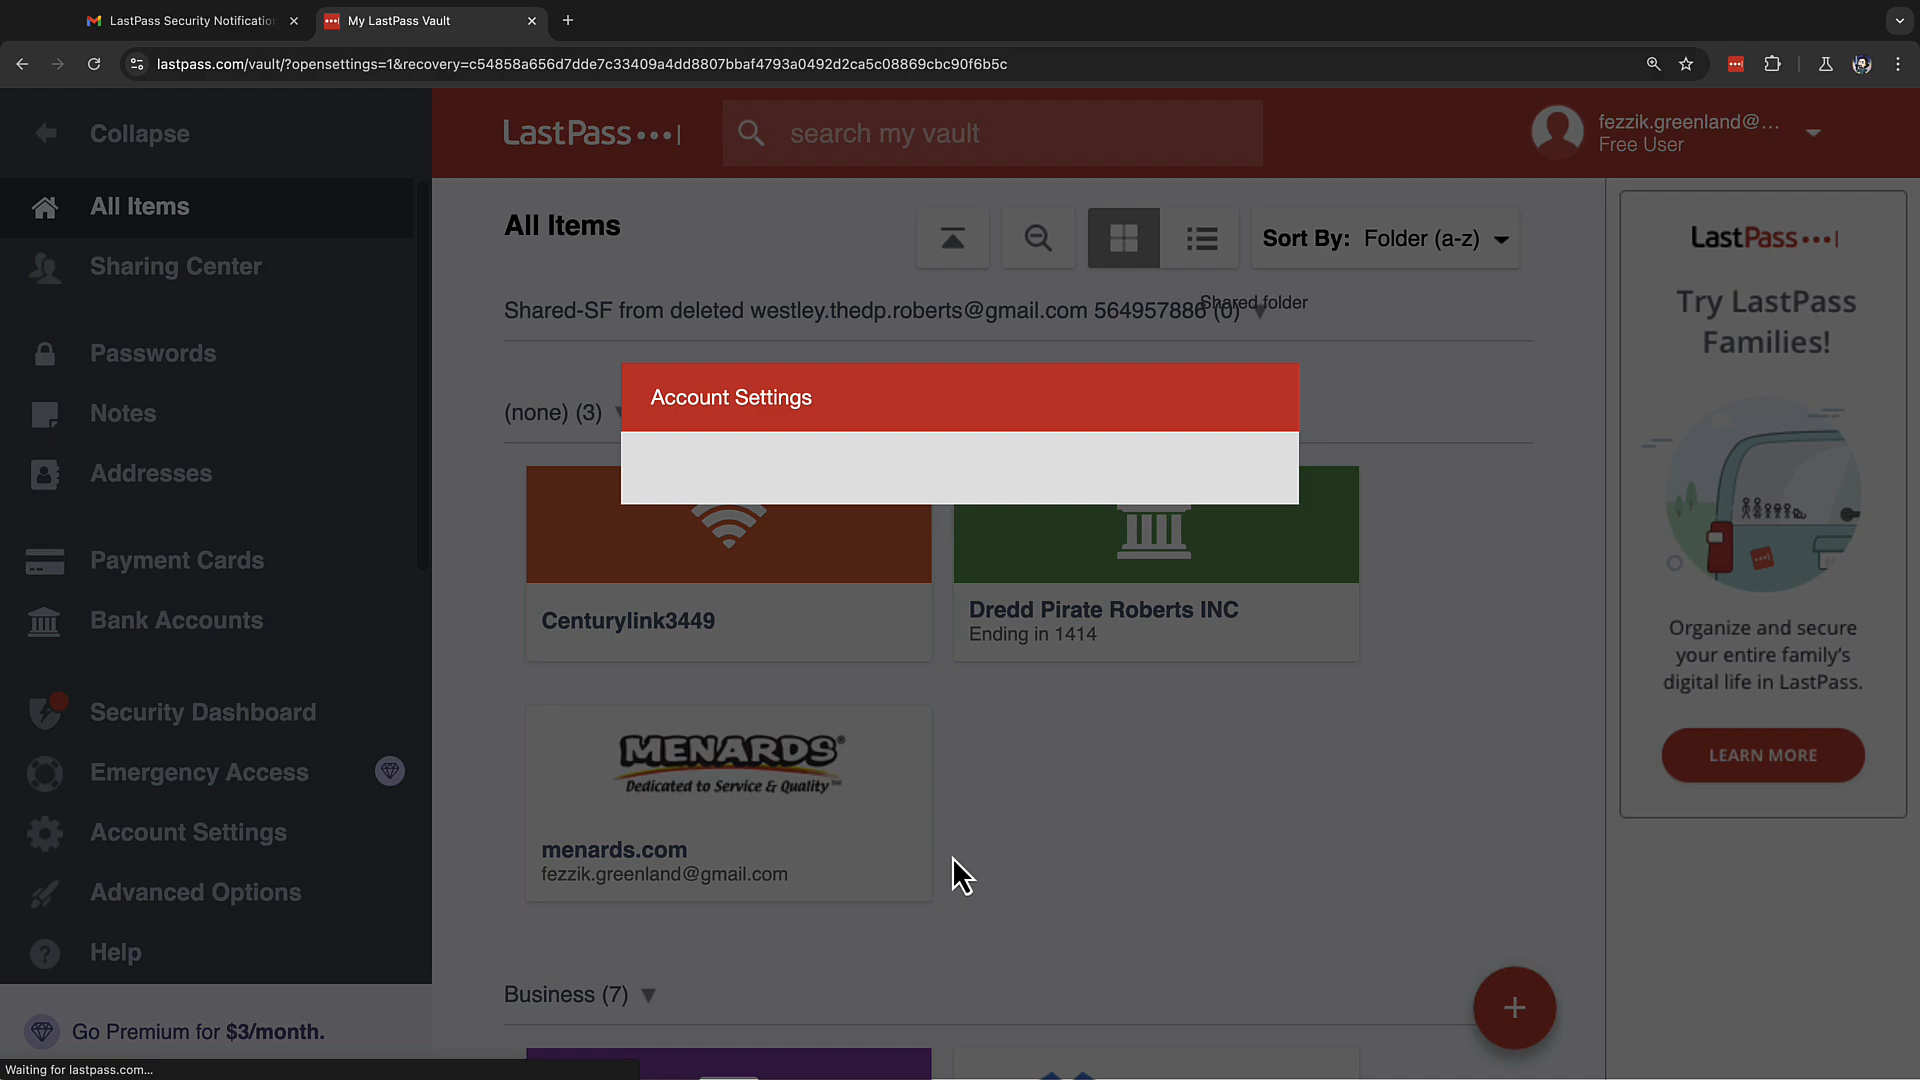 LastPass Security Notification
My LastPass Vault
lastpass.com/vault/?opensettings=1&recovery=c54858a656d7dde7c33409a4dd8807bbaf4793a0492d2ca5c08869cbc90f6b5c
Collapse
LastPass
search my vault
fezzik.greenland@...
Free User
All Items
Sharing Center
Passwords
Notes
Addresses
Payment Cards
Bank Accounts
Security Dashboard
Emergency Access
Account Settings
Advanced Options
Help
Go Premium for $3/month.
Waiting for lastpass.com...
All Items
Sort By: Folder (a-z)
Shared-SF from deleted westley.thedp.roberts@gmail.com 564957886 (0)
Shared folder
Account Settings
(none) (3)
Centurylink3449
Dredd Pirate Roberts INC
Ending in 1414
MENARDS®
Dedicated to Service & Quality™
menards.com
fezzik.greenland@gmail.com
Business (7)
+
LastPass
Try LastPass
Families!
Organize and secure
your entire family's
digital life in LastPass.
LEARN MORE